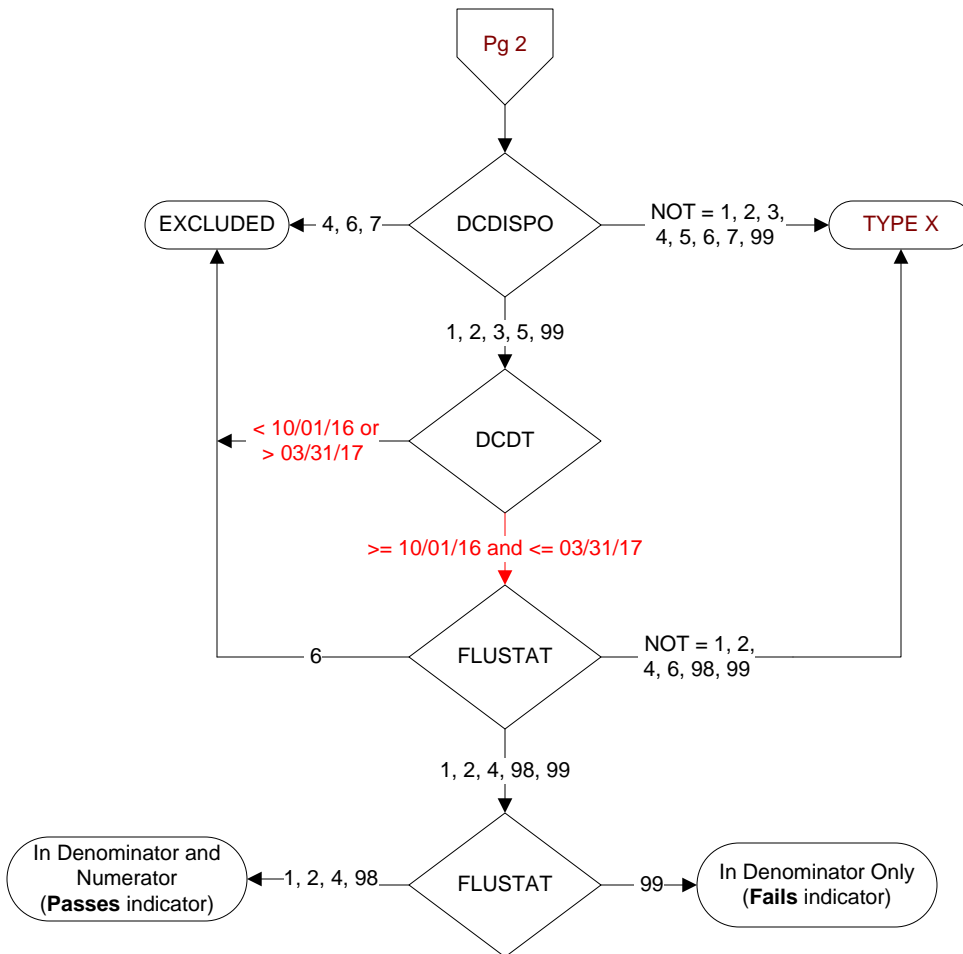 Pg 2
EXCLUDED
4, 6, 7
DCDISPO
NOT = 1, 2, 3,
4, 5, 6, 7, 99
TYPE X
1, 2, 3, 5, 99
< 10/01/16 or
> 03/31/17
DCDT
>= 10/01/16 and <= 03/31/17
6
FLUSTAT
NOT = 1, 2,
4, 6, 98, 99
1, 2, 4, 98, 99
In Denominator and
Numerator
(Passes indicator)
1, 2, 4, 98
FLUSTAT
99
In Denominator Only
(Fails indicator)